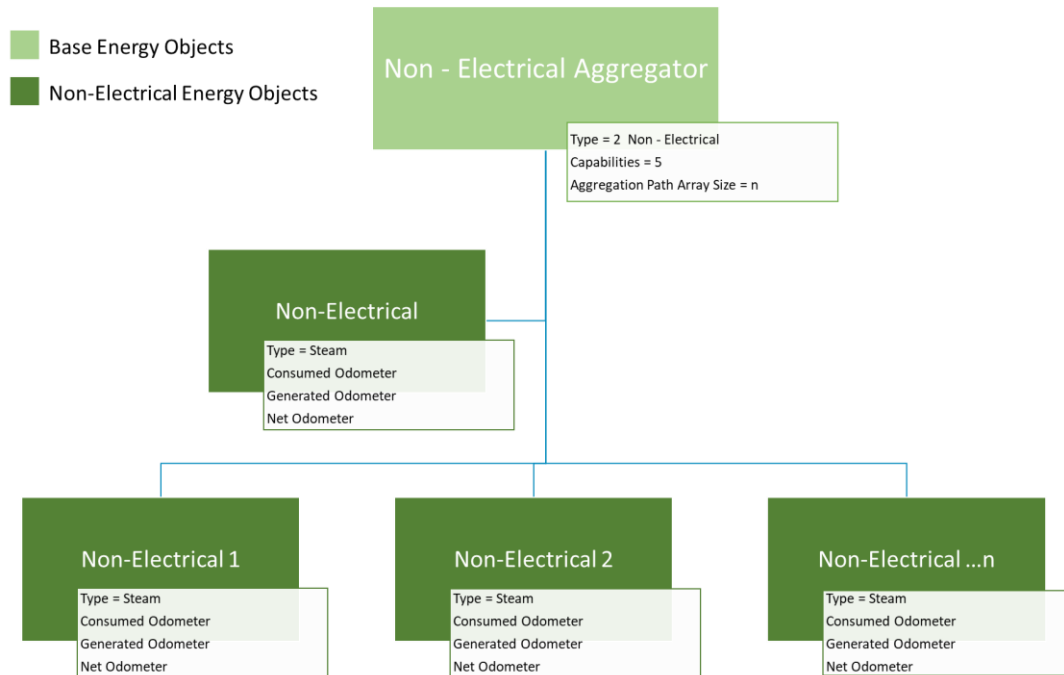 Base Energy Objects
Non-Electrical Energy Objects
Non - Electrical Aggregator
Type = 2 Non - Electrical
Capabilities = 5
Aggregation Path Array Size = n
Non-Electrical
Type = Steam
Consumed Odometer
Generated Odometer
Net Odometer
Non-Electrical 1
Type = Steam
Consumed Odometer
Generated Odometer
Net Odometer
Non-Electrical 2
Type = Steam
Consumed Odometer
Generated Odometer
Net Odometer
Non-Electrical ...n
Type = Steam
Consumed Odometer
Generated Odometer
Net Odometer